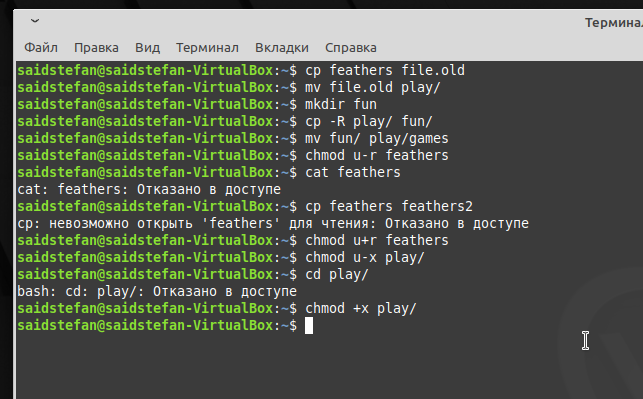 Термина
Файл Правка Вид Терминал Вкладки Справка
saidstefan@saidstefan-VirtualBox:~$ cp feathers file.old
saidstefan@saidstefan-VirtualBox:~$ mv file.old play/
saidstefan@saidstefan-VirtualBox:~$ mkdir fun
saidstefan@saidstefan-VirtualBox:~$ cp -R play/ fun/
saidstefan@saidstefan-VirtualBox:~$ mv fun/ play/games
saidstefan@saidstefan-VirtualBox:~$ chmod u-r feathers
saidstefan@saidstefan-VirtualBox:~$ cat feathers
cat: feathers: Отказано в доступе
saidstefan@saidstefan-VirtualBox:~$ cp feathers feathers2
cp: невозможно открыть 'feathers' для чтения: Отказано в доступе
saidstefan@saidstefan-VirtualBox:~$ chmod u+r feathers
saidstefan@saidstefan-VirtualBox:~$ chmod u-x play/
saidstefan@saidstefan-VirtualBox:~$ cd play/
bash: cd: play/: Отказано в доступе
saidstefan@saidstefan-VirtualBox:~$ chmod +x play/
saidstefan@saidstefan-VirtualBox:~$